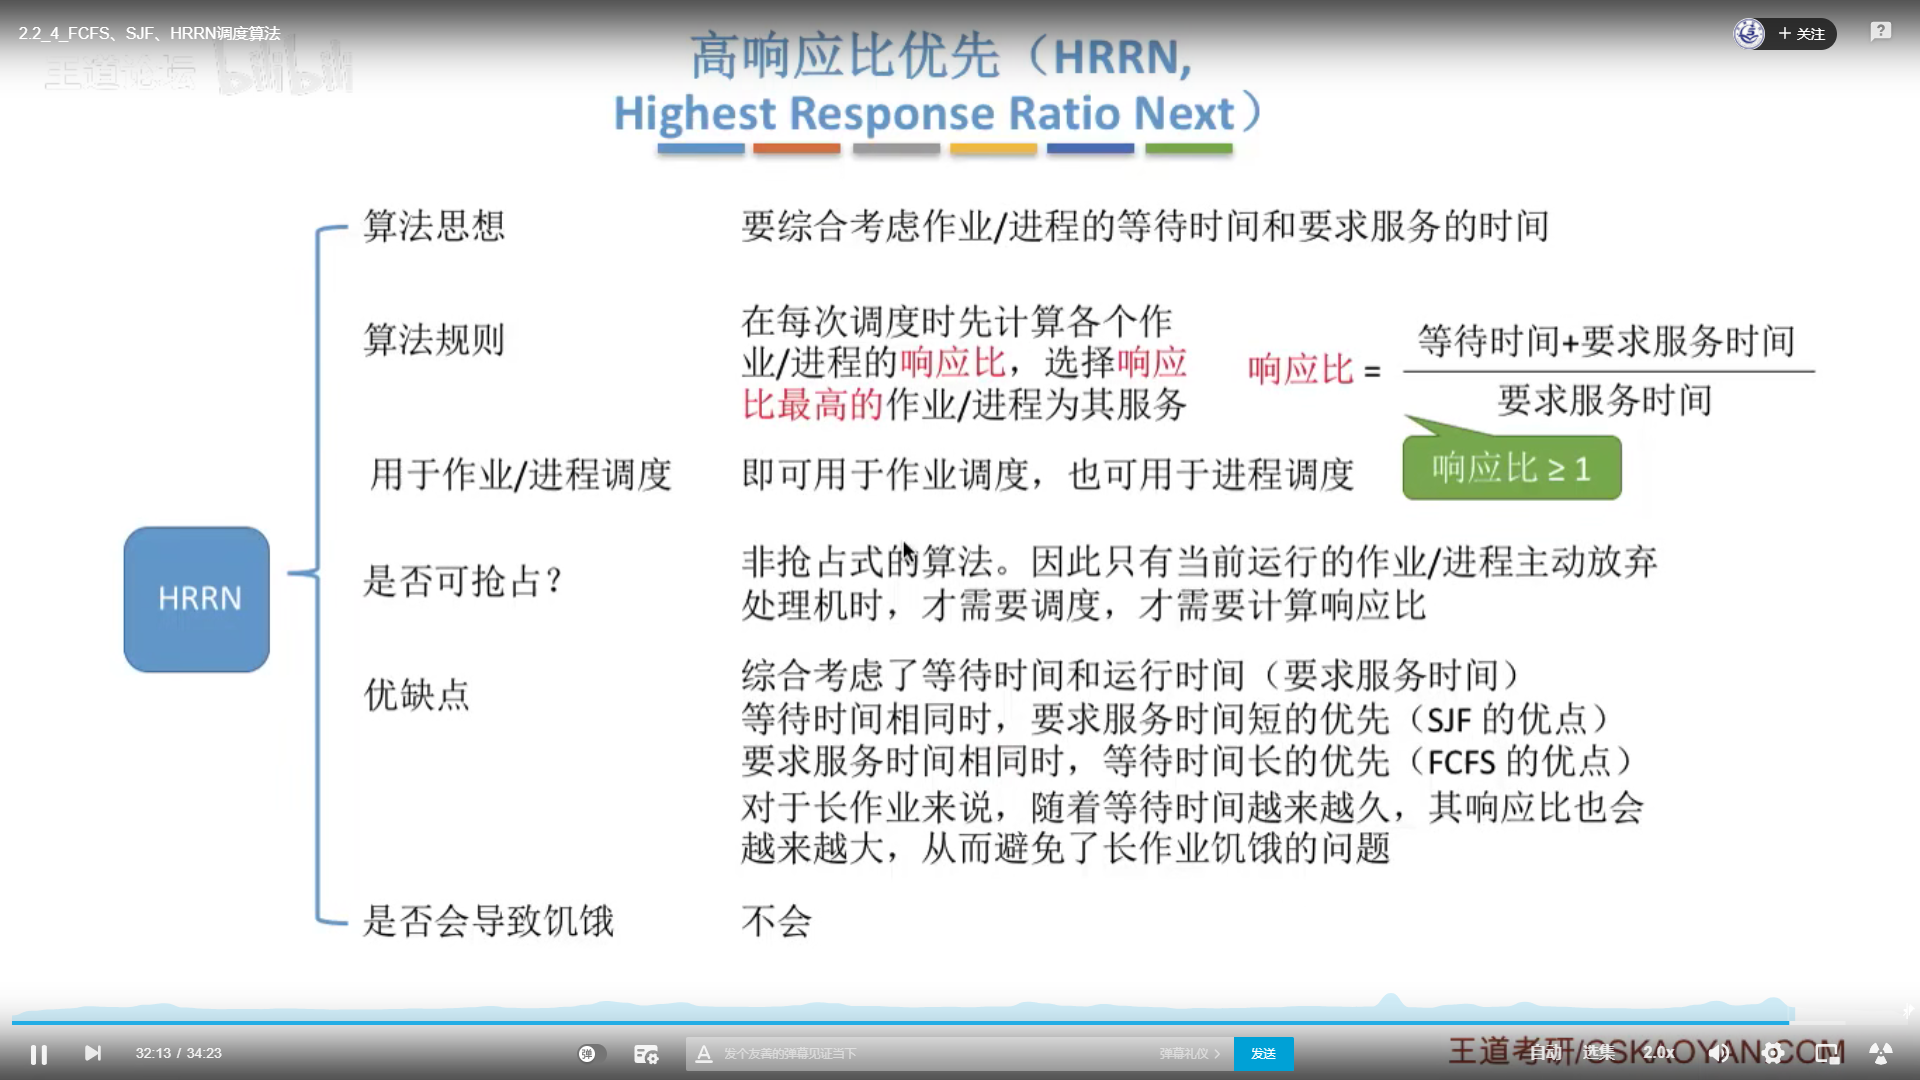 2.2_4_FCFS、SJF、HRRN调度算法
+ 关注
王道论坛 bilibili
高响应比优先（HRRN,
Highest Response Ratio Next）
算法思想
要综合考虑作业/进程的等待时间和要求服务的时间
算法规则
在每次调度时先计算各个作
业/进程的响应比，选择响应
比最高的作业/进程为其服务
响应比 =
等待时间+要求服务时间
要求服务时间
响应比 ≥ 1
用于作业/进程调度
即可用于作业调度，也可用于进程调度
HRRN
是否可抢占？
非抢占式的算法。因此只有当前运行的作业/进程主动放弃
处理机时，才需要调度，才需要计算响应比
优缺点
综合考虑了等待时间和运行时间（要求服务时间）
等待时间相同时，要求服务时间短的优先（SJF 的优点）
要求服务时间相同时，等待时间长的优先（FCFS 的优点）
对于长作业来说，随着等待时间越来越久，其响应比也会
越来越大，从而避免了长作业饥饿的问题
是否会导致饥饿
不会
32:13 / 34:23
弹
A
发个友善的弹幕见证当下
弹幕礼仪 >
发送
王道考研/CSKAOYAN.COM
自动
选集
2.0x